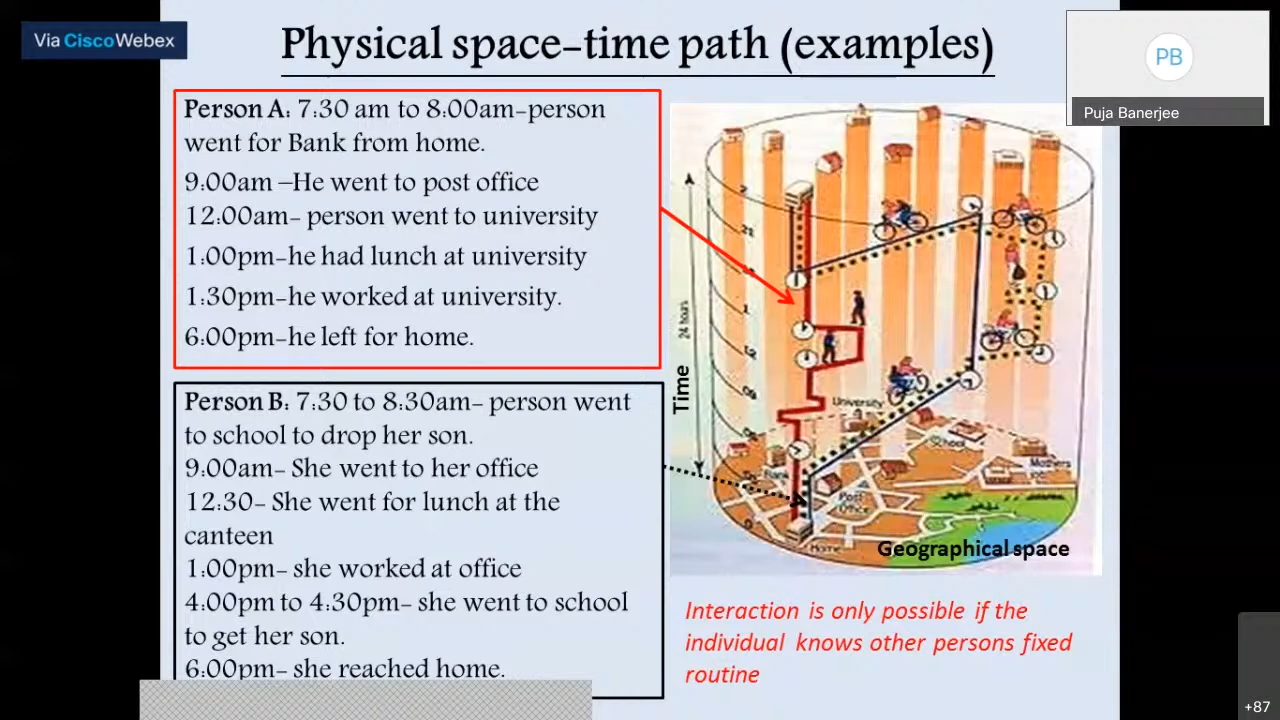 Via CiscoWebex
Physical space-time path (examples)
PB
Puja Banerjee
Person A: 7.30 am to 8:00am-person
went for Bank from home.
9:00am –He went to post office
12:00am- person went to university
1:00pm-he had lunch at university
1:30pm-he worked at university.
6:00pm-he left for home.
Person B: 7:30 to 8:30am- person went
to school to drop her son.
9:00am- She went to her office
12:30- She went for lunch at the
canteen
1:00pm- she worked at office
4:00pm to 4:30pm- she went to school
to get her son.
6:00pm- she reached home.
24 hours
Time
University
School
Bank
Mothers
Post
Office
Home
Geographical space
Interaction is only possible if the
individual knows other persons fixed
routine
+87